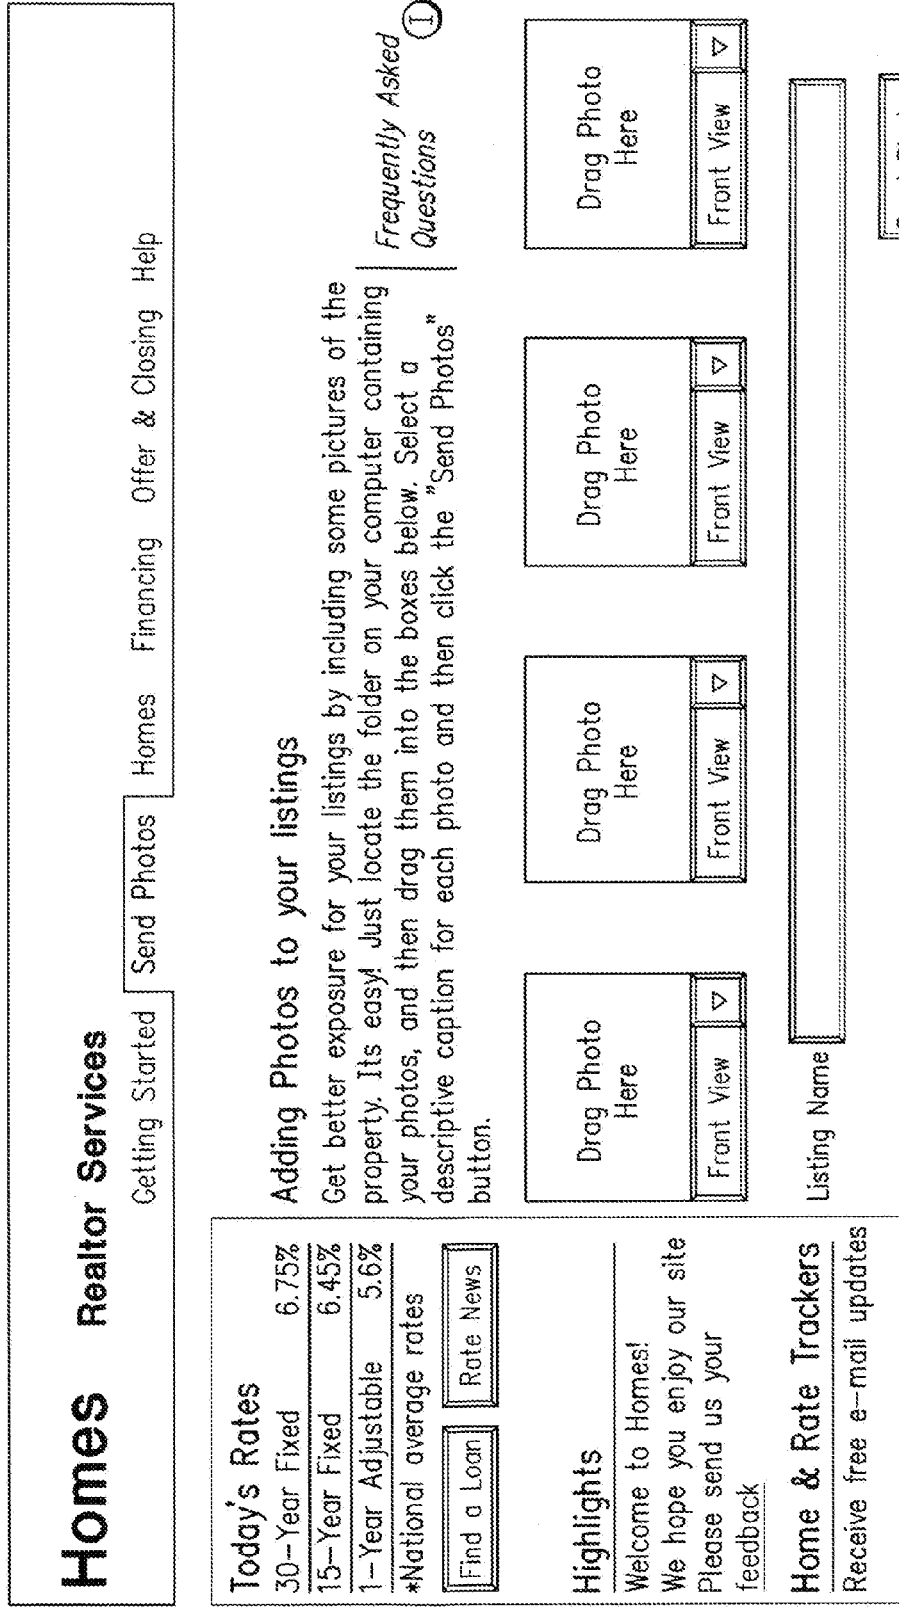 Homes Realtor Services
Getting Started Send Photos Homes Financing Offer & Closing Help
Today's Rates
30-Year Fixed 6.75%
15-Year Fixed 6.45%
1-Year Adjustable 5.6%
*National average rates
Find a Loan Rate News
Highlights
Welcome to Homes!
We hope you enjoy our site
Please send us your
feedback
Home & Rate Trackers
Receive free e-mail updates
Adding Photos to your listings
Get better exposure for your listings by including some pictures of the
property. Its easy! Just locate the folder on your computer containing
your photos, and then drag them into the boxes below. Select a
descriptive caption for each photo and then click the "Send Photos"
button.
Frequently Asked
Questions
I
Drag Photo
Here
Front View
Drag Photo
Here
Front View
Drag Photo
Here
Front View
Drag Photo
Here
Front View
Listing Name